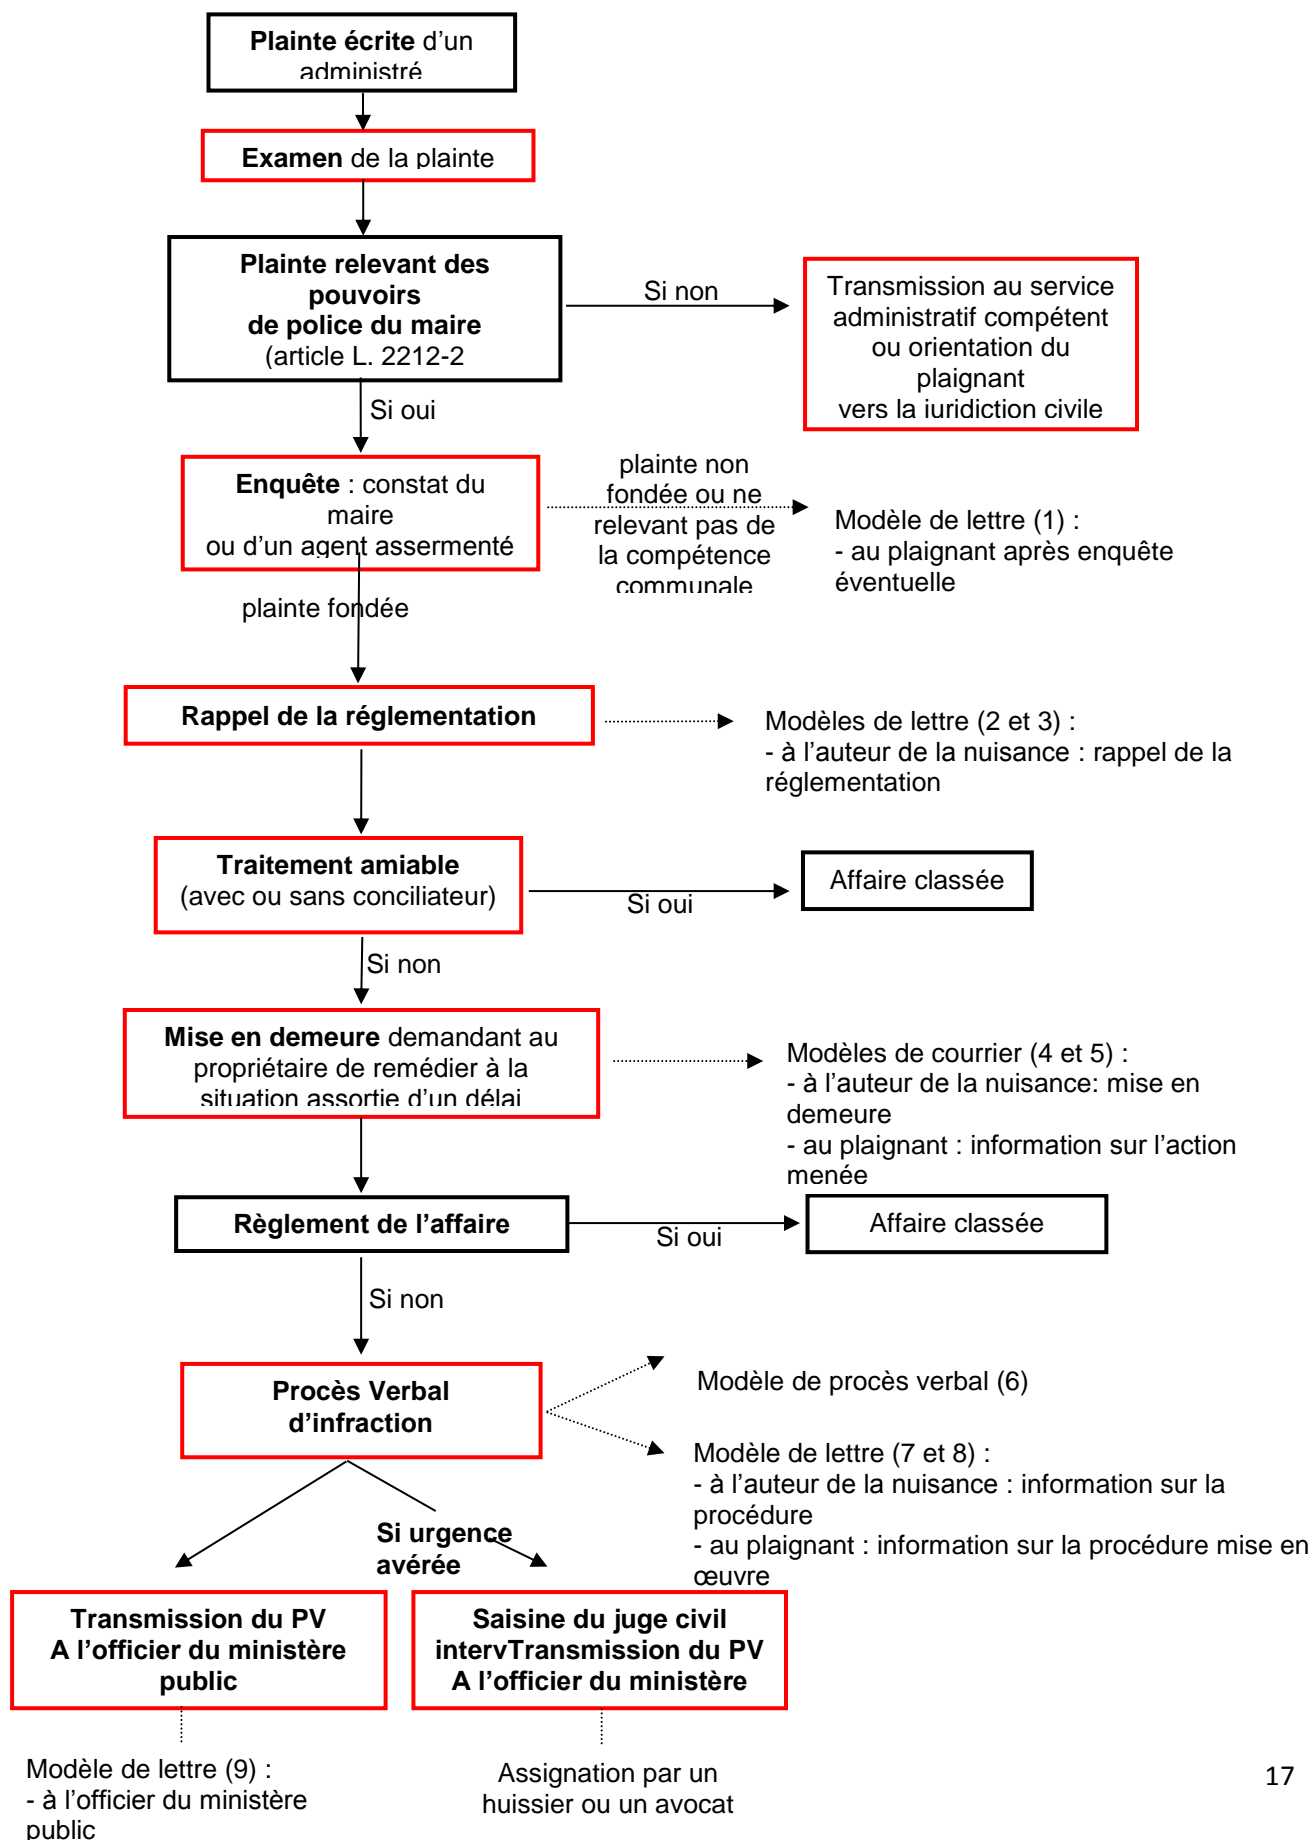 Plainte écrite d'un
administré
Examen de la plainte
Plainte relevant des
pouvoirs
de police du maire
(article L. 2212-2
Si non
Transmission au service
administratif compétent
ou orientation du
plaignant
vers la juridiction civile
Si oui
Enquête : constat du
maire
ou d'un agent assermenté
plainte non
fondée ou ne
relevant pas de
la compétence
communale
Modèle de lettre (1) :
- au plaignant après enquête
éventuelle
plainte fondée
Rappel de la réglementation
Modèles de lettre (2 et 3) :
- à l'auteur de la nuisance : rappel de la
réglementation
Traitement amiable
(avec ou sans conciliateur)
Si oui
Affaire classée
Si non
Mise en demeure demandant au
propriétaire de remédier à la
situation assortie d'un délai
Modèles de courrier (4 et 5) :
- à l'auteur de la nuisance: mise en
demeure
- au plaignant : information sur l'action
menée
Règlement de l'affaire
Si oui
Affaire classée
Si non
Procès Verbal
d'infraction
Modèle de procès verbal (6)
Modèle de lettre (7 et 8) :
- à l'auteur de la nuisance : information sur la
procédure
- au plaignant : information sur la procédure mise en
œuvre
Si urgence
avérée
Transmission du PV
A l'officier du ministère
public
Saisine du juge civil
intervTransmission du PV
A l'officier du ministère
Modèle de lettre (9) :
- à l'officier du ministère
public
Assignation par un
huissier ou un avocat
17